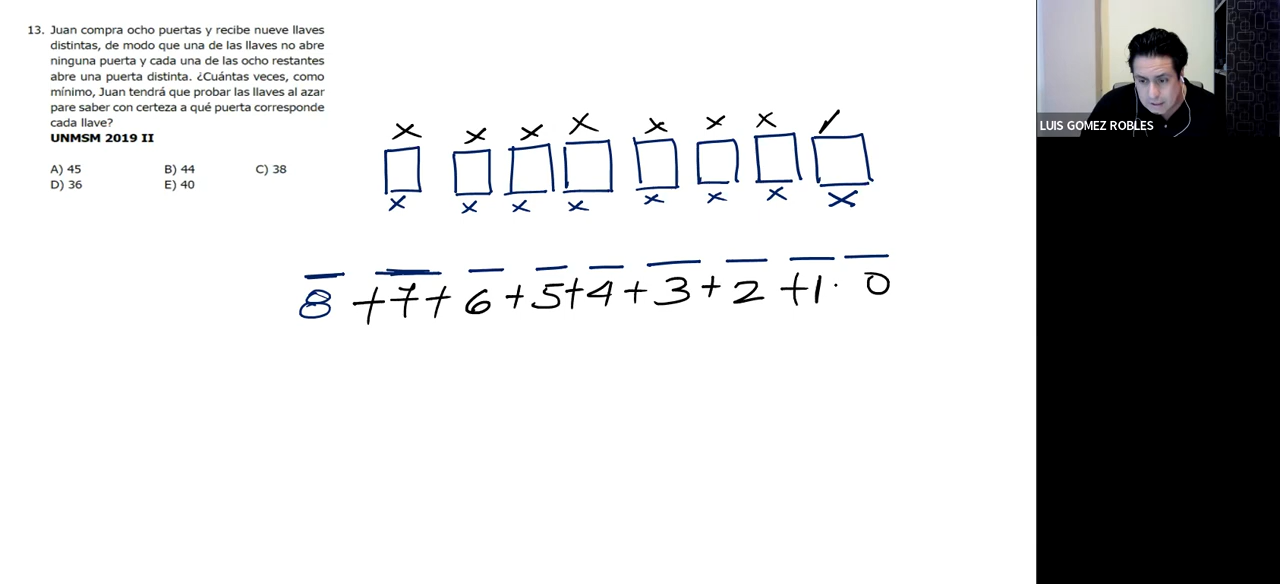 13. Juan compra ocho puertas y recibe nueve llaves
distintas, de modo que una de las llaves no abre
ninguna puerta y cada una de las ocho restantes
abre una puerta distinta. ¿Cuántas veces, como
mínimo, Juan tendrá que probar las llaves al azar
pare saber con certeza a qué puerta corresponde
cada llave?
UNMSM 2019 II
A) 45 B) 44 C) 38
D) 36 E) 40
x x x x x x x ✓
x x x x x x x x
8 + 7 + 6 + 5 + 4 + 3 + 2 + 1 . 0
LUIS GOMEZ ROBLES